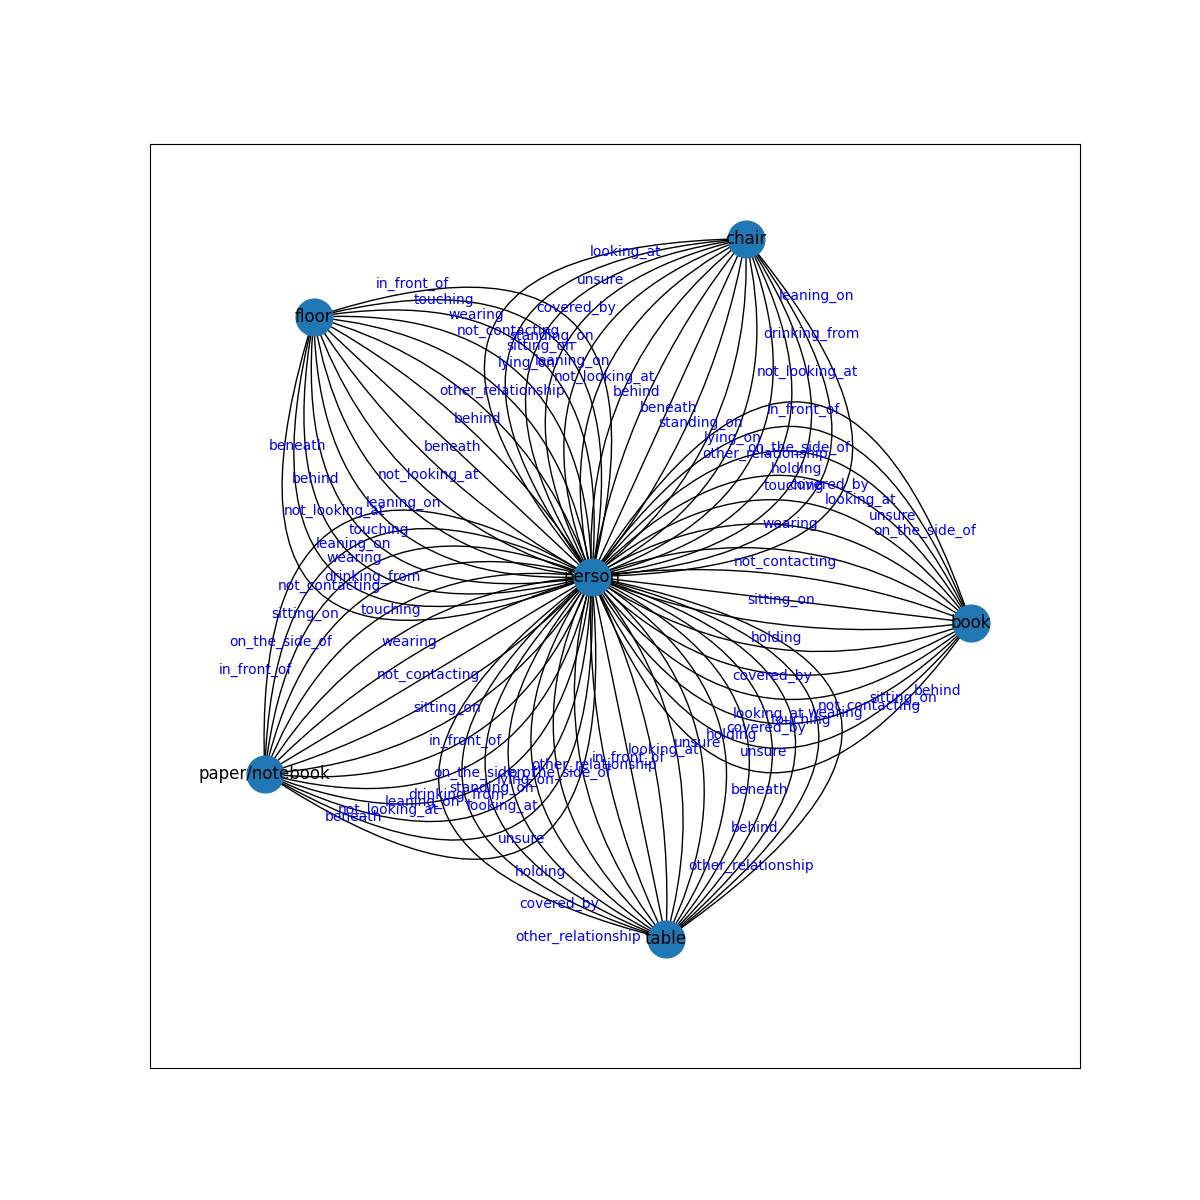 chair
looking_at
unsure
in_front_of
leaning_on
touching
covered_by
wearing
floor
not_contacting
standing_on
drinking_from
sitting_on
lying_on
leaning_on
not_looking_at
not_looking_at
other_relationship
behind
beneath
in_front_of
behind
standing_on
lying_on
beneath
beneath
on_the_side_of
other_relationship
holding
not_looking_at
behind
touching
covered_by
looking_at
leaning_on
not_looking_at
unsure
wearing
touching
on_the_side_of
leaning_on
wearing
not_contacting
drinking_from
person
not_contacting
sitting_on
touching
sitting_on
book
on_the_side_of
wearing
holding
in_front_of
not_contacting
covered_by
behind
sitting_on
sitting_on
not_contacting
looking_at
wearing
touching
covered_by
holding
in_front_of
unsure
looking_at
unsure
in_front_of
other_relationship
paper/notebook
on_the_side_of
on_the_side_of
lying_on
standing_on
beneath
drinking_from
leaning_on
looking_at
not_looking_at
beneath
behind
unsure
other_relationship
holding
covered_by
other_relationship
table